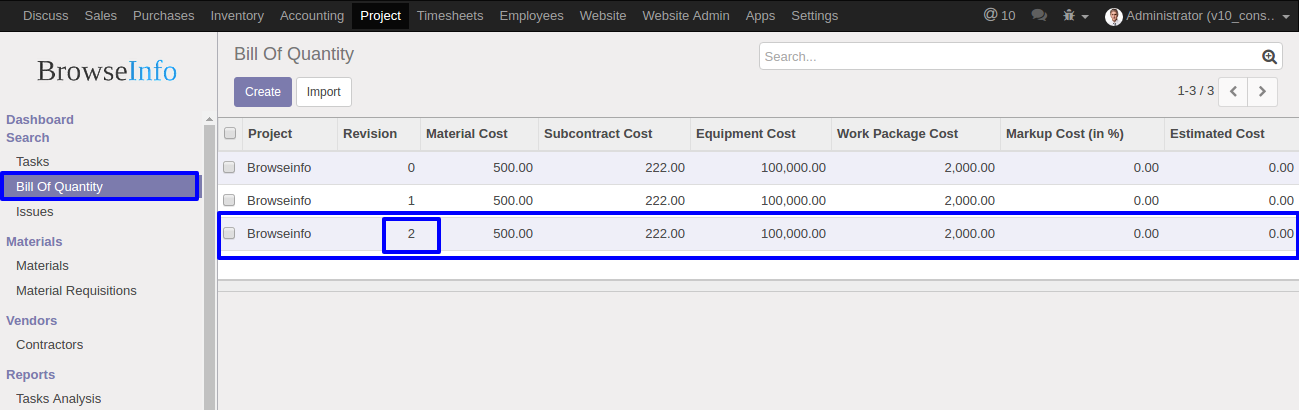 Discuss Sales Purchases Inventory Accounting Project Timesheets Employees Website Website Admin Apps Settings @ 10 Administrator (v10_cons..
BrowseInfo
Dashboard
Search
Tasks
Bill Of Quantity
Issues
Materials
Materials
Material Requisitions
Vendors
Contractors
Reports
Tasks Analysis
Bill Of Quantity
Search...
Create Import
1-3 / 3
Project Revision Material Cost Subcontract Cost Equipment Cost Work Package Cost Markup Cost (in %) Estimated Cost
Browseinfo 0 500.00 222.00 100,000.00 2,000.00 0.00 0.00
Browseinfo 1 500.00 222.00 100,000.00 2,000.00 0.00 0.00
Browseinfo 2 500.00 222.00 100,000.00 2,000.00 0.00 0.00